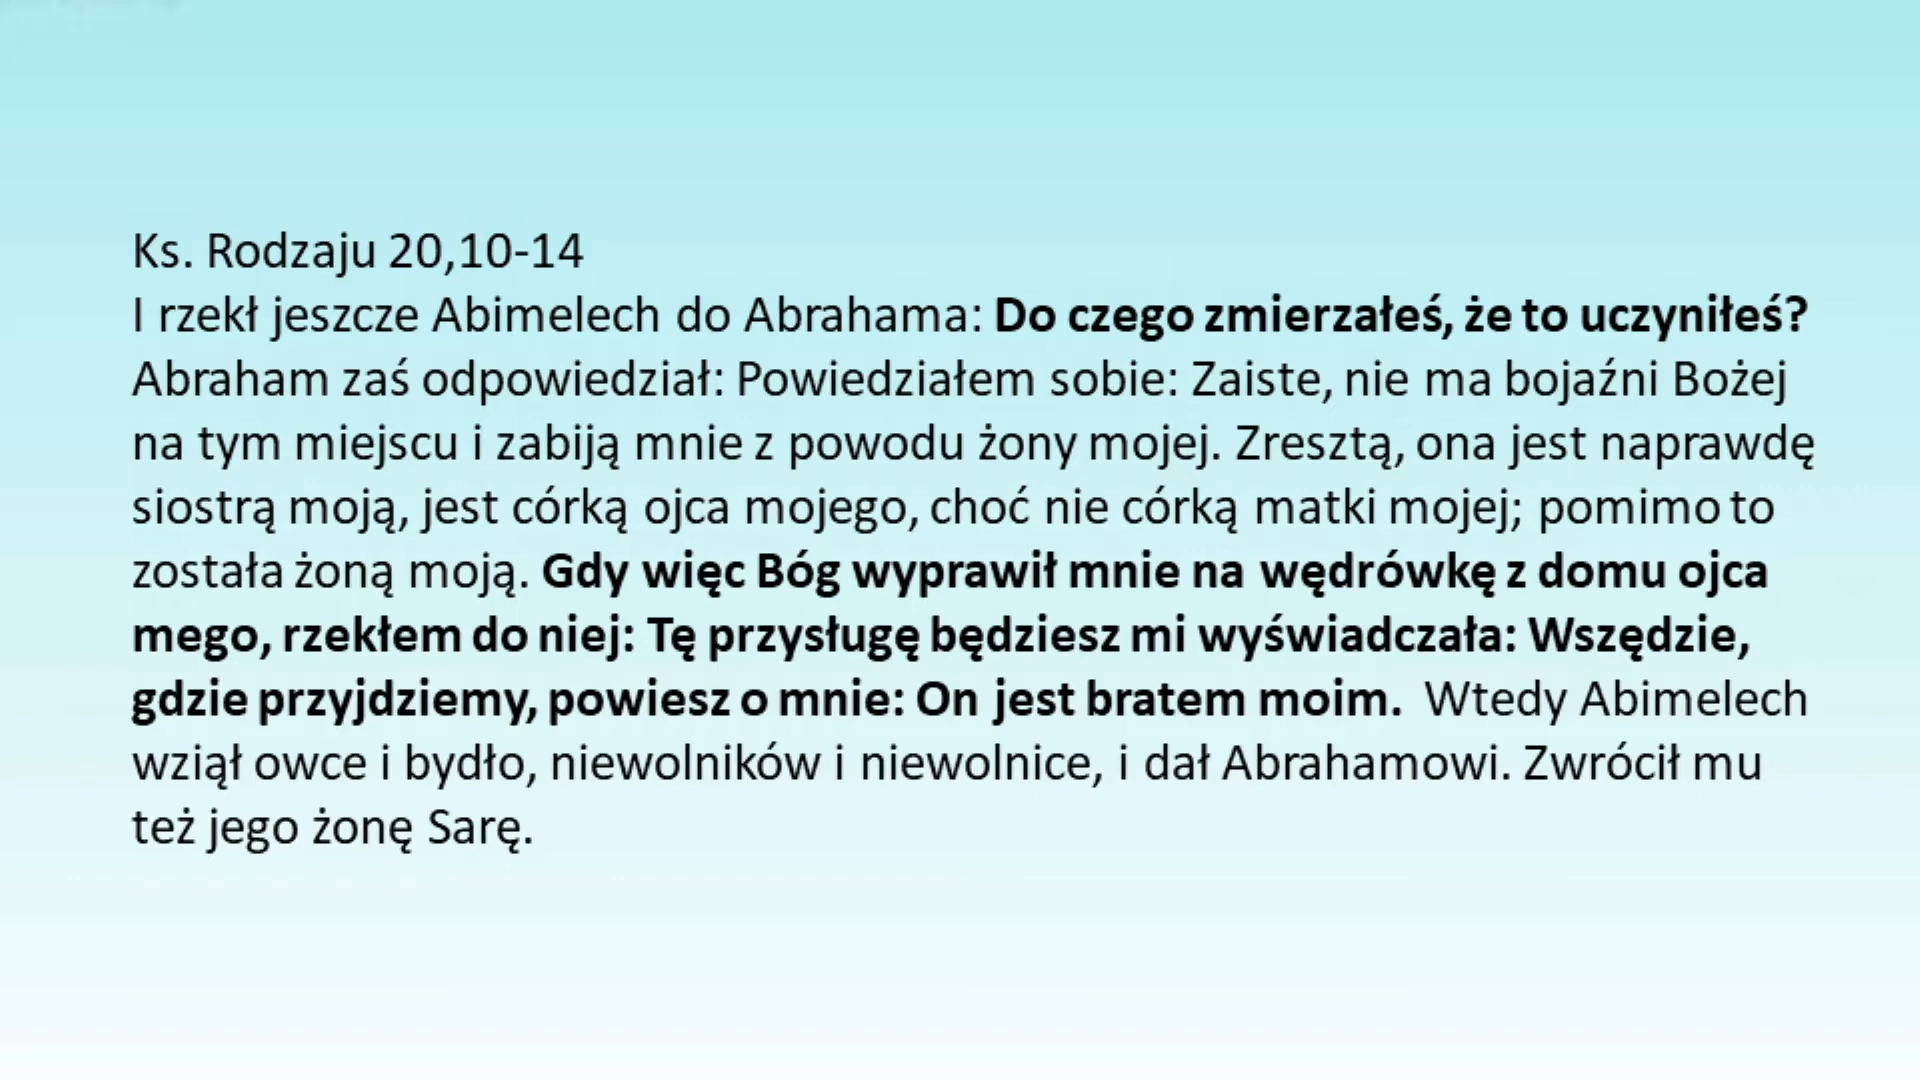 Ks. Rodzaju 20,10-14
I rzekł jeszcze Abimelech do Abrahama: Do czego zmierzałeś, że to uczyniłeś?
Abraham zaś odpowiedział: Powiedziałem sobie: Zaiste, nie ma bojaźni Bożej
na tym miejscu i zabiją mnie z powodu żony mojej. Zresztą, ona jest naprawdę
siostrą moją, jest córką ojca mojego, choć nie córką matki mojej; pomimo to
została żoną moją. Gdy więc Bóg wyprawił mnie na wędrówkę z domu ojca
mego, rzekłem do niej: Tę przysługę będziesz mi wyświadczała: Wszędzie,
gdzie przyjdziemy, powiesz o mnie: On jest bratem moim. Wtedy Abimelech
wziął owce i bydło, niewolników i niewolnice, i dał Abrahamowi. Zwrócił mu
też jego żonę Sarę.